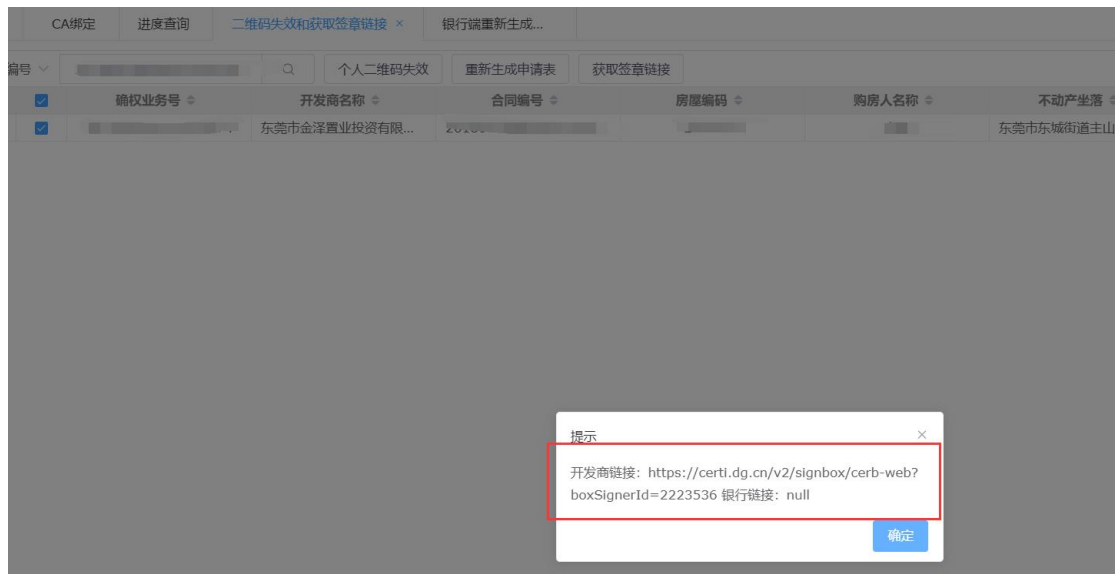 CA绑定 进度查询 二维码失效和获取签章链接 × 银行端重新生成...
编号 个人二维码失效 重新生成申请表 获取签章链接
确权业务号 开发商名称 合同编号 房屋编码 购房人名称 不动产坐落
东莞市金泽置业投资有限... 东莞市东城街道主山
提示 ×
开发商链接：https://certi.dg.cn/v2/signbox/cerb-web?
boxSignerId=2223536 银行链接：null
确定